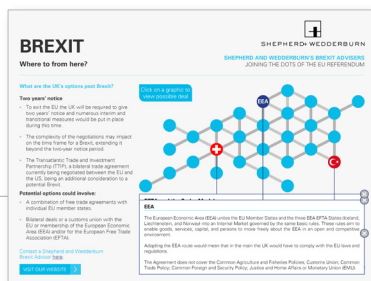 BREXIT
Where to from here?
SHEPHERD+ WEDDERBURN
SHEPHERD AND WEDDERBURN'S BREXIT ADVISERS
JOINING THE DOTS OF THE EU REFERENDUM
What are the UK's options post Brexit?
Two years' notice
- To exit the EU the UK will be required to give
two years' notice and numerous interim and
transitional measures would be put in place
during this time.
- The complexity of the negotiations may impact
on the time frame for a Brexit, extending it
beyond the two-year notice period.
- The Transatlantic Trade and Investment
Partnership (TTIP), a bilateral trade agreement
currently being negotiated between the EU and
the US, being an additional consideration to a
potential Brexit.
Potential options could involve:
- A combination of free trade agreements with
individual EU member states.
- Bilateral deals or a customs union with the
EU or membership of the European Economic
Area (EEA) and/or for the European Free Trade
Association (EFTA).
Contact a Shepherd and Wedderburn
Brexit Advisor here.
VISIT OUR WEBSITE >
Click on a graphic to
view possible deal
EEA
EEA
The European Economic Area (EEA) unites the EU Member States and the three EEA EFTA States (Iceland,
Liechtenstein, and Norway) into an Internal Market governed by the same basic rules. These rules aim to
enable goods, services, capital, and persons to move freely about the EEA in an open and competitive
environment.
Adopting the EEA route would mean that in the main the UK would have to comply with the EU laws and
regulations.
The Agreement does not cover the Common Agriculture and Fisheries Policies, Customs Union, Common
Trade Policy, Common Foreign and Security Policy, Justice and Home Affairs or Monetary Union (EMU).